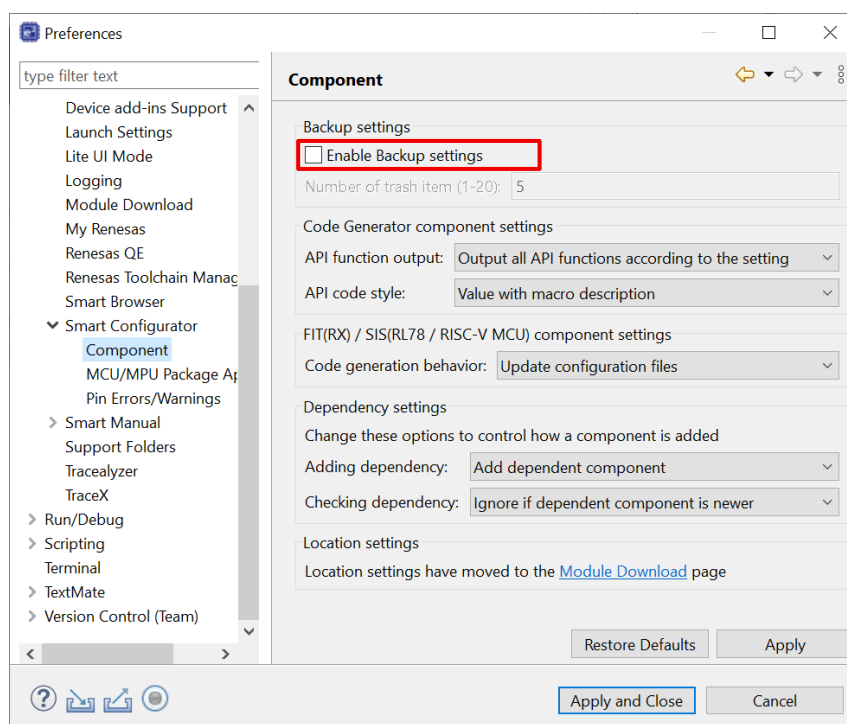 Preferences
type filter text
Device add-ins Support
Launch Settings
Lite UI Mode
Logging
Module Download
My Renesas
Renesas QE
Renesas Toolchain Manag
Smart Browser
Smart Configurator
Component
MCU/MPU Package Ap
Pin Errors/Warnings
Smart Manual
Support Folders
Tracealyzer
TraceX
Run/Debug
Scripting
Terminal
TextMate
Version Control (Team)
Component
Backup settings
Enable Backup settings
Number of trash item (1-20): 5
Code Generator component settings
API function output: Output all API functions according to the setting
API code style: Value with macro description
FIT(RX) / SIS(RL78 / RISC-V MCU) component settings
Code generation behavior: Update configuration files
Dependency settings
Change these options to control how a component is added
Adding dependency: Add dependent component
Checking dependency: Ignore if dependent component is newer
Location settings
Location settings have moved to the Module Download page
Restore Defaults Apply
Apply and Close Cancel